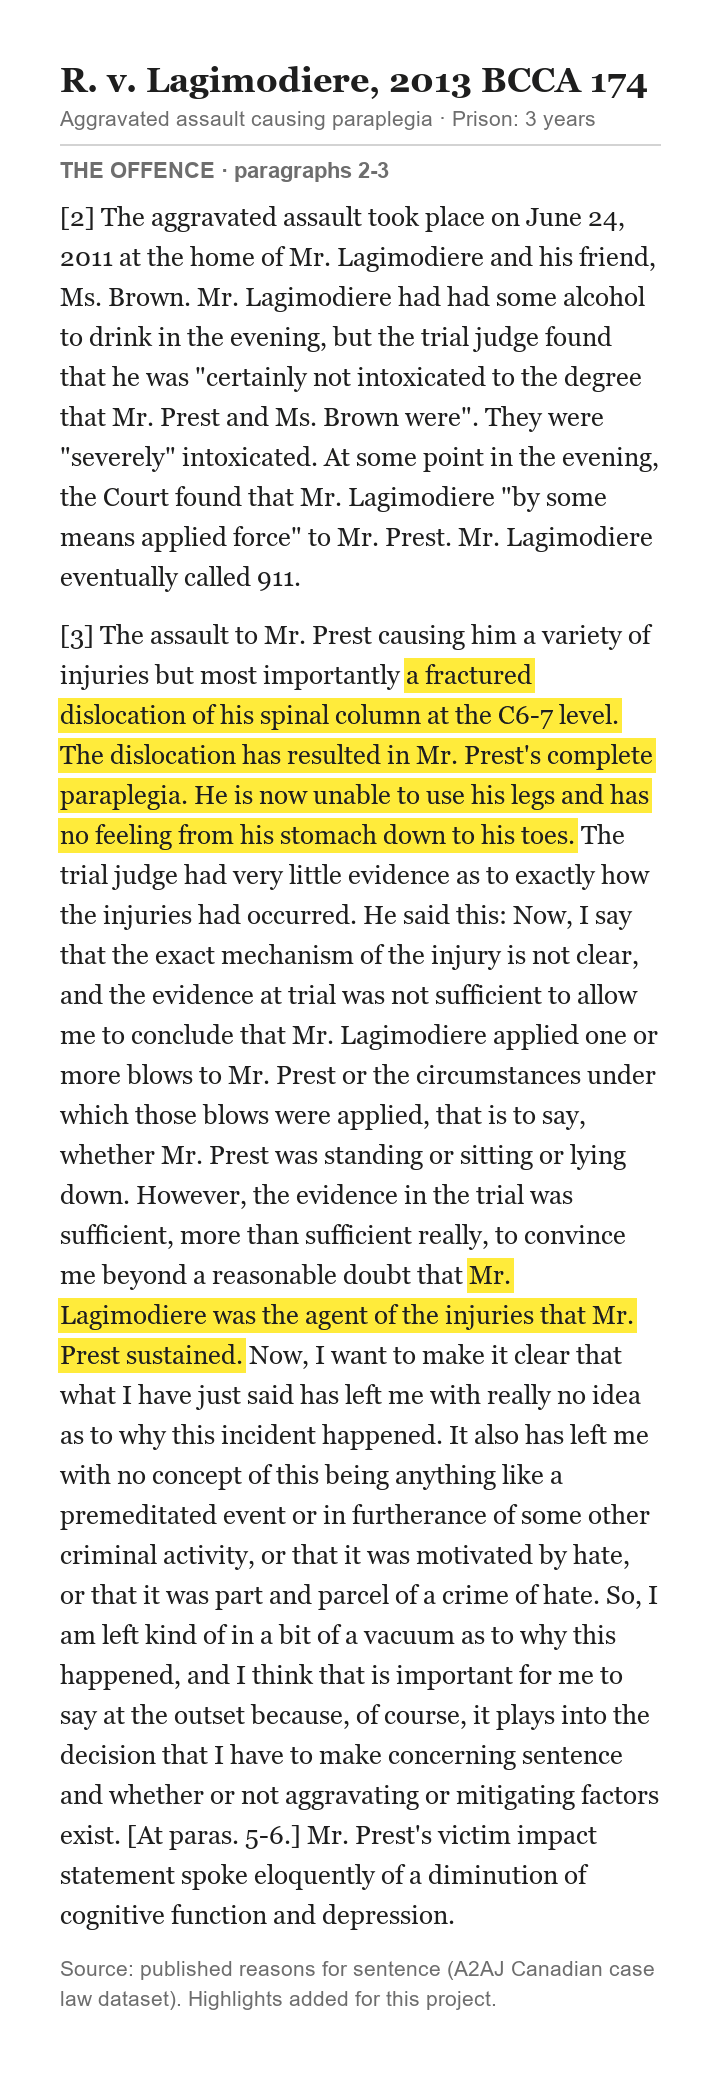 R. v. Lagimodiere, 2013 BCCA 174
Aggravated assault causing paraplegia · Prison: 3 years
THE OFFENCE · paragraphs 2-3
[2] The aggravated assault took place on June 24,
2011 at the home of Mr. Lagimodiere and his friend,
Ms. Brown. Mr. Lagimodiere had had some alcohol
to drink in the evening, but the trial judge found
that he was "certainly not intoxicated to the degree
that Mr. Prest and Ms. Brown were". They were
"severely" intoxicated. At some point in the evening,
the Court found that Mr. Lagimodiere "by some
means applied force" to Mr. Prest. Mr. Lagimodiere
eventually called 911.
[3] The assault to Mr. Prest causing him a variety of
injuries but most importantly a fractured
dislocation of his spinal column at the C6-7 level.
The dislocation has resulted in Mr. Prest's complete
paraplegia. He is now unable to use his legs and has
no feeling from his stomach down to his toes. The
trial judge had very little evidence as to exactly how
the injuries had occurred. He said this: Now, I say
that the exact mechanism of the injury is not clear,
and the evidence at trial was not sufficient to allow
me to conclude that Mr. Lagimodiere applied one or
more blows to Mr. Prest or the circumstances under
which those blows were applied, that is to say,
whether Mr. Prest was standing or sitting or lying
down. However, the evidence in the trial was
sufficient, more than sufficient really, to convince
me beyond a reasonable doubt that Mr.
Lagimodiere was the agent of the injuries that Mr.
Prest sustained. Now, I want to make it clear that
what I have just said has left me with really no idea
as to why this incident happened. It also has left me
with no concept of this being anything like a
premeditated event or in furtherance of some other
criminal activity, or that it was motivated by hate,
or that it was part and parcel of a crime of hate. So, I
am left kind of in a bit of a vacuum as to why this
happened, and I think that is important for me to
say at the outset because, of course, it plays into the
decision that I have to make concerning sentence
and whether or not aggravating or mitigating factors
exist. [At paras. 5-6.] Mr. Prest's victim impact
statement spoke eloquently of a diminution of
cognitive function and depression.
Source: published reasons for sentence (A2AJ Canadian case
law dataset). Highlights added for this project.